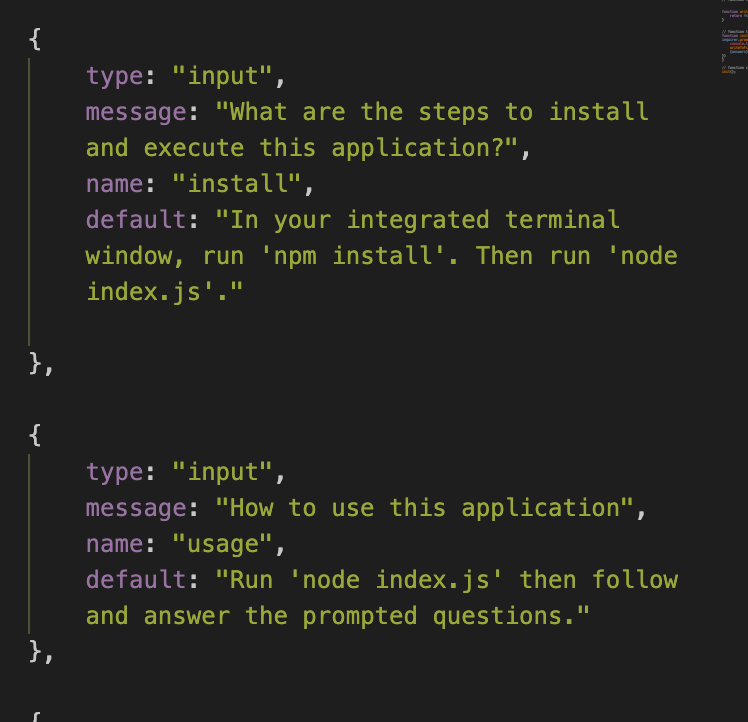 {
type: "input",
message: "What are the steps to install
and execute this application?",
name: "install",
default: "In your integrated terminal
window, run 'npm install'. Then run 'node
index.js'."
},
{
type: "input",
message: "How to use this application",
name: "usage",
default: "Run 'node index.js' then follow
and answer the prompted questions."
},
{